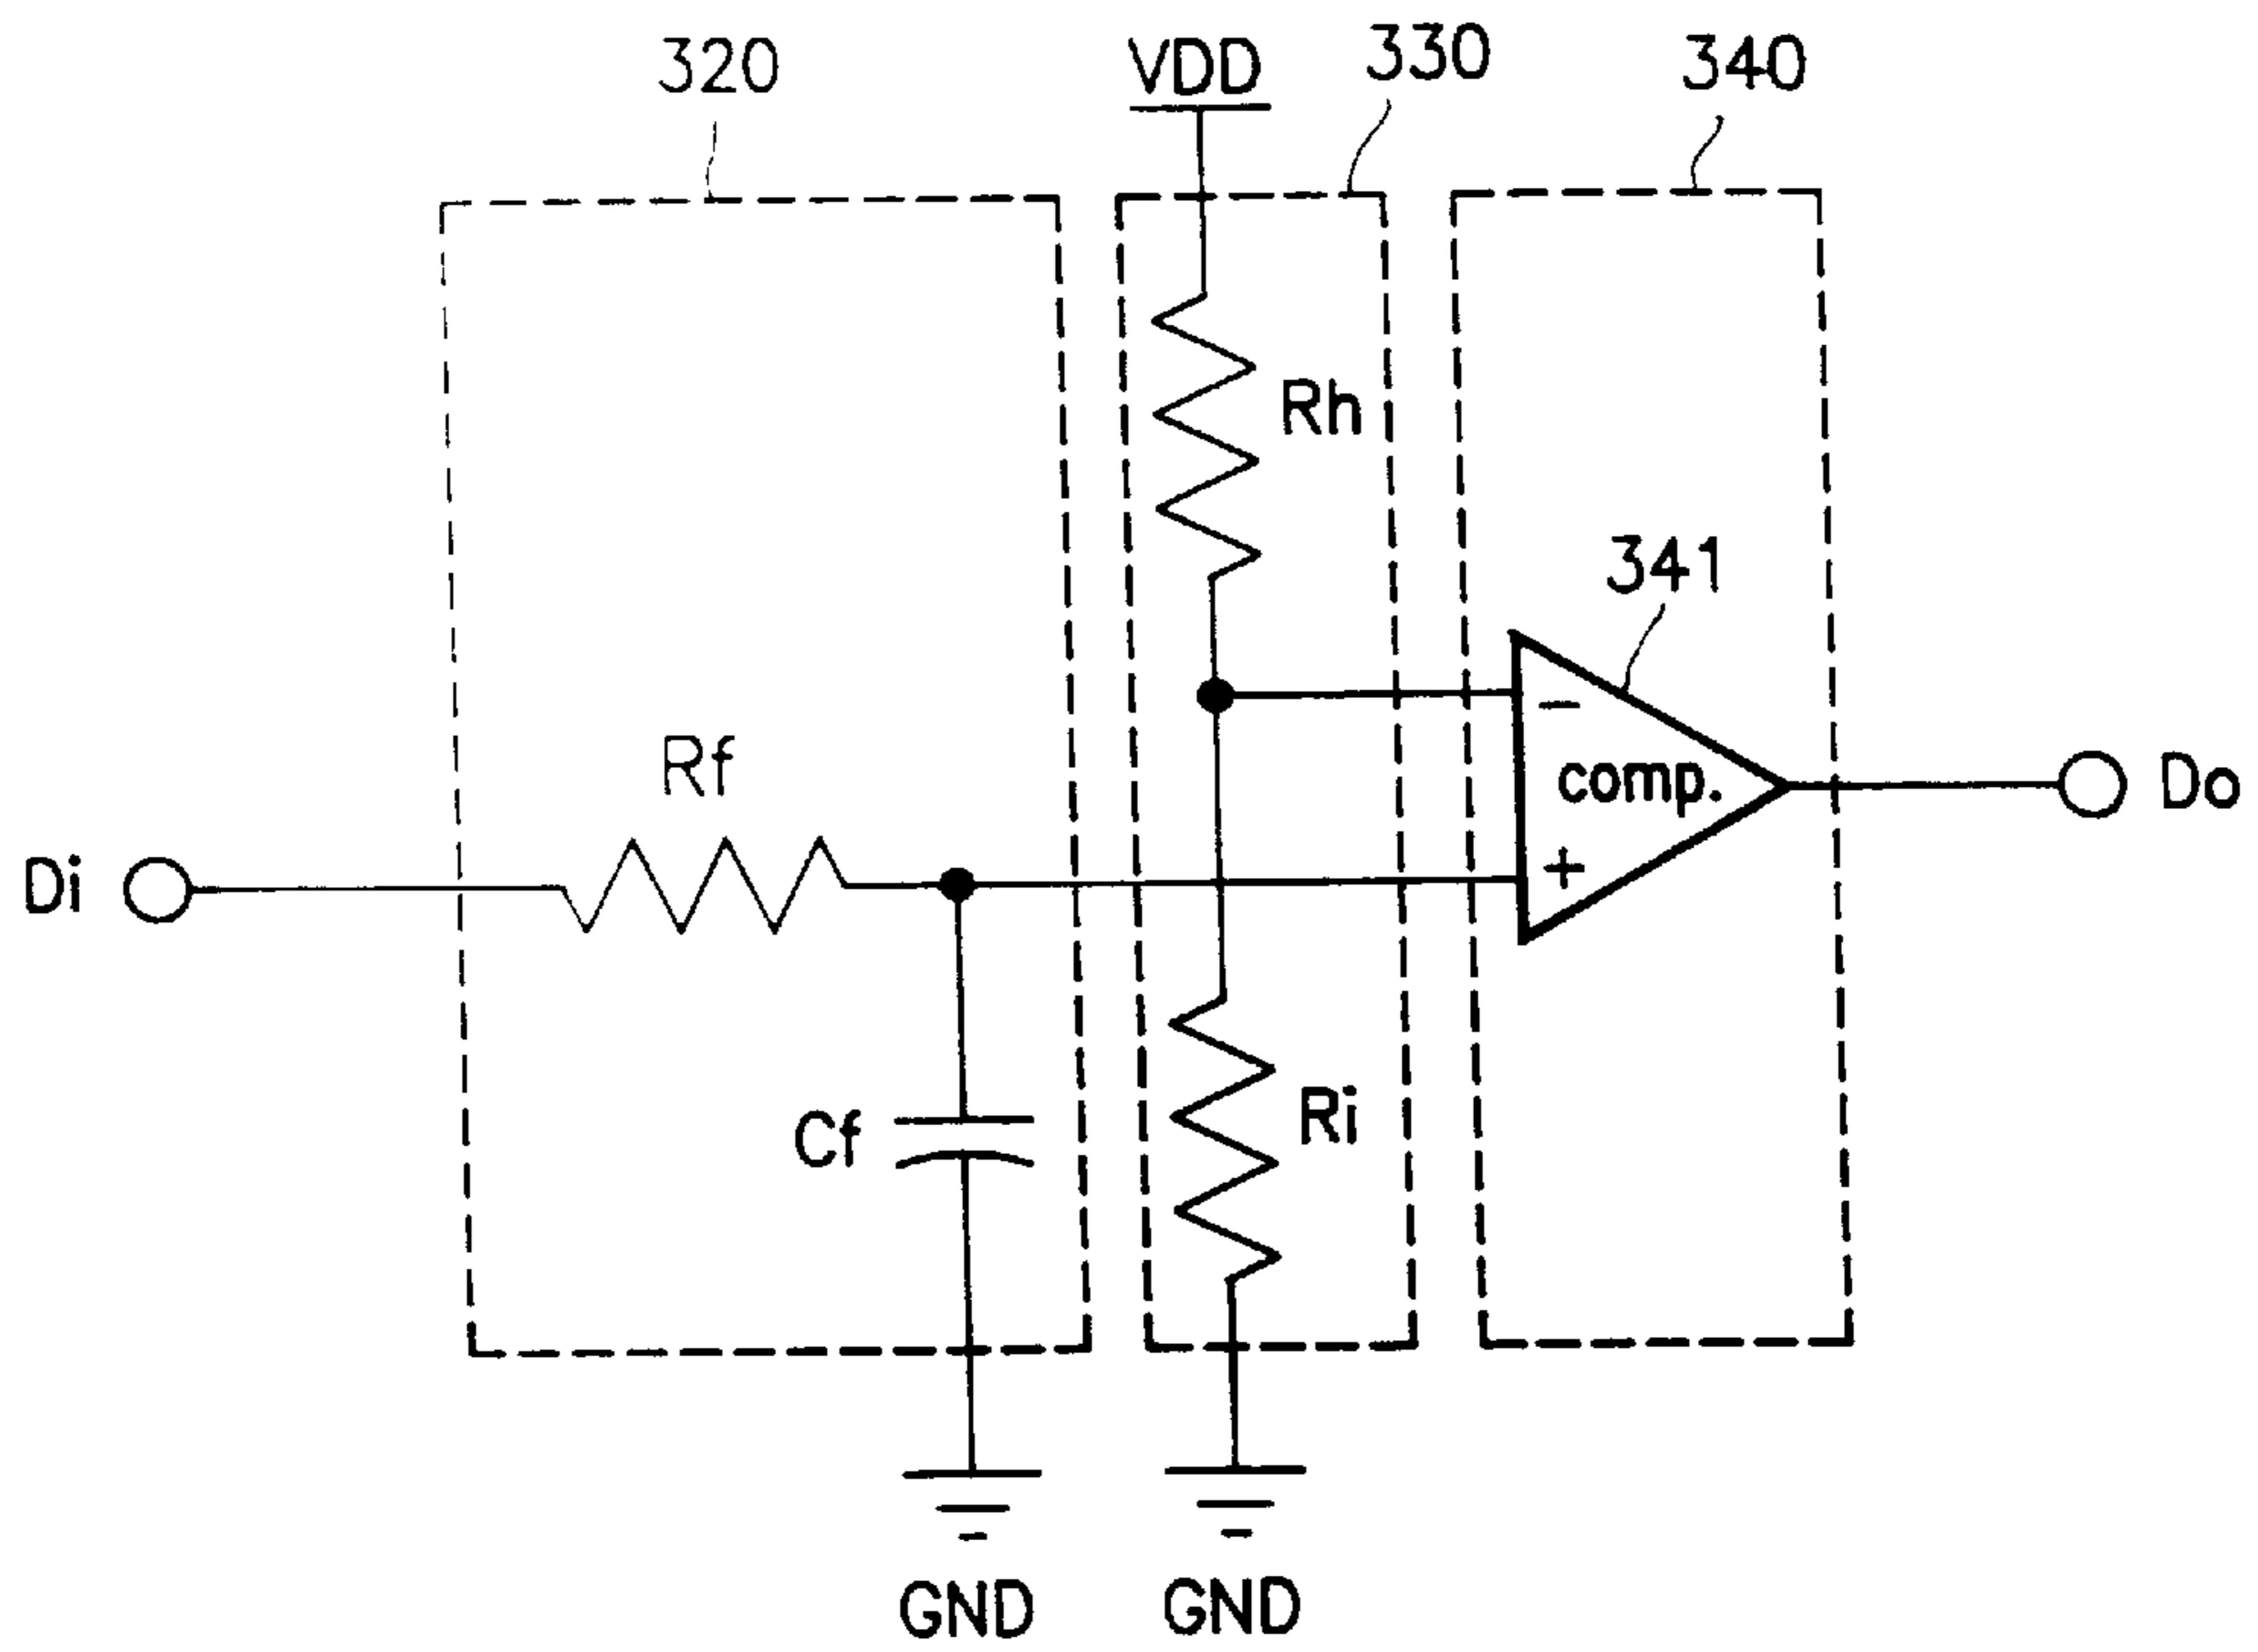 320
VDD
330
340
Rh
341
Rf
-
comp.
Do
Di
+
Cf
Ri
GND
GND